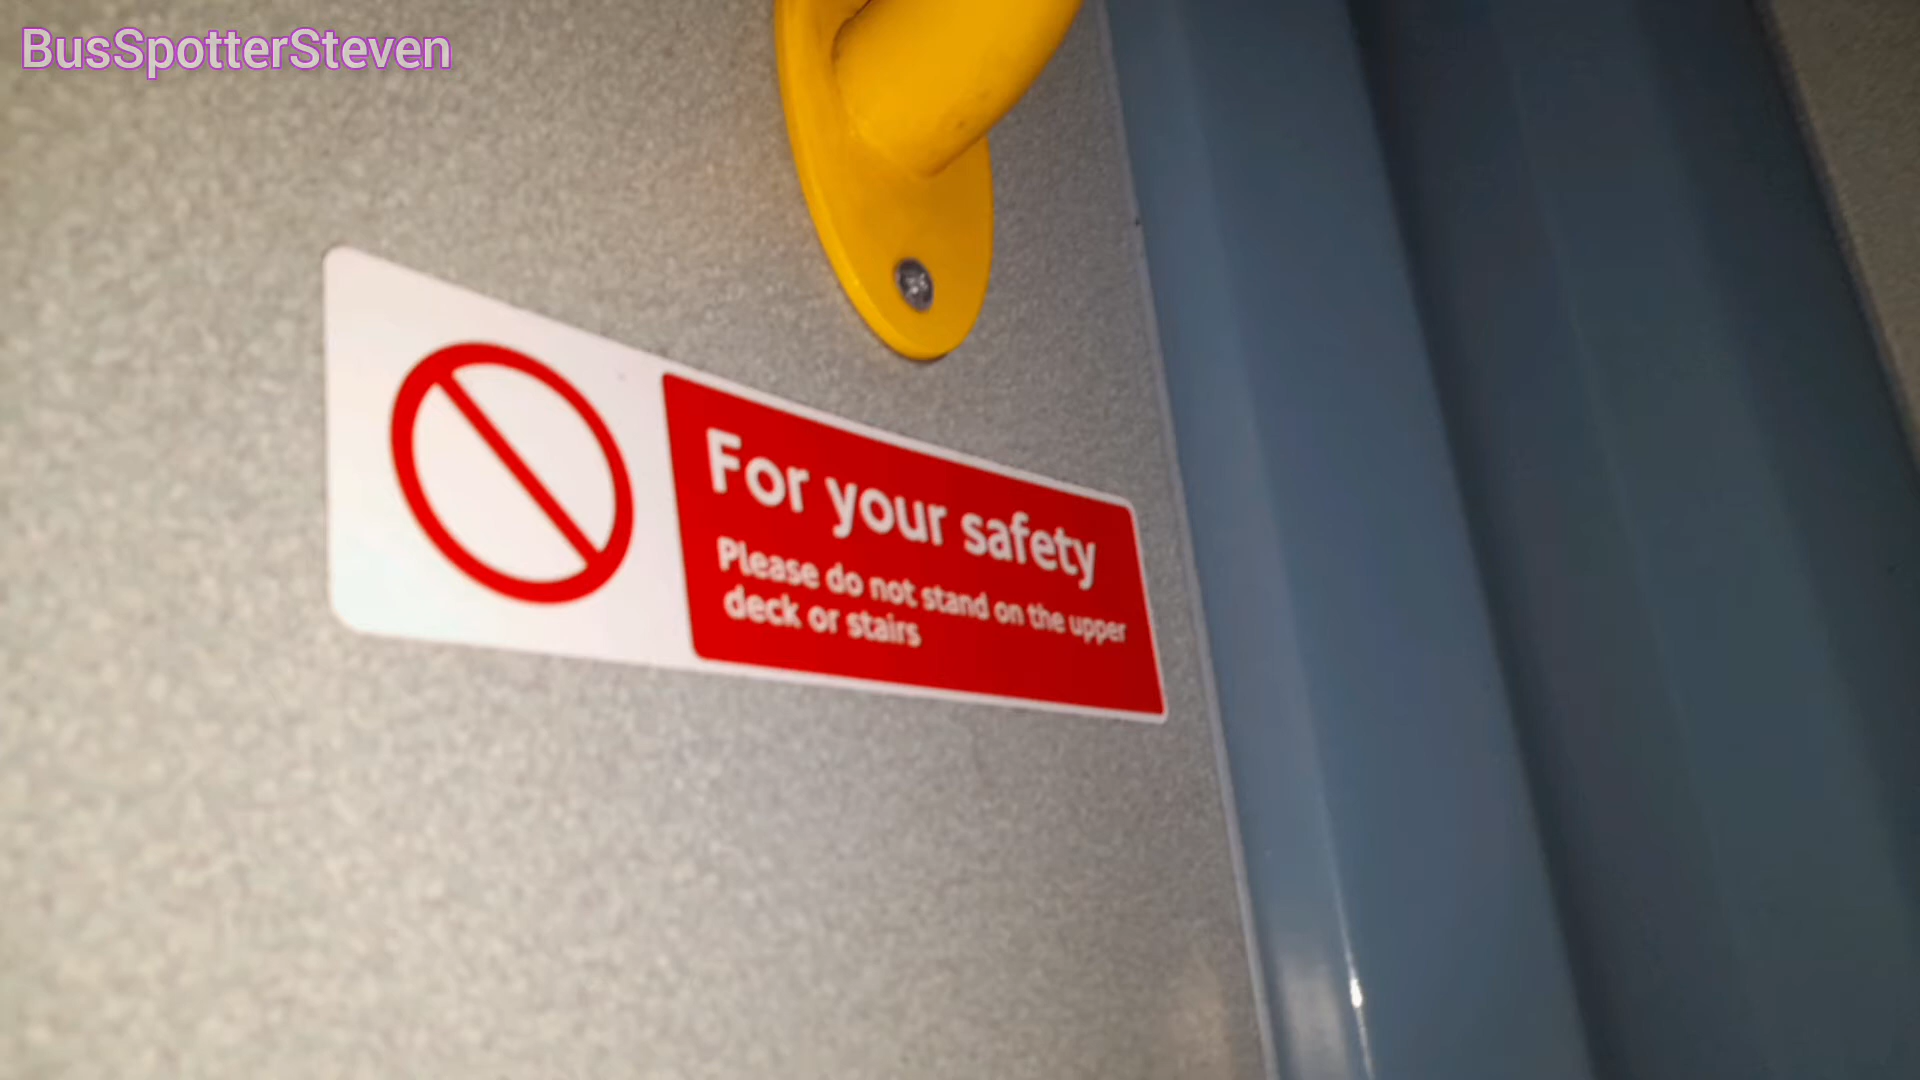 BusSpotterSteven
For your safety
Please do not stand on the upper
deck or stairs